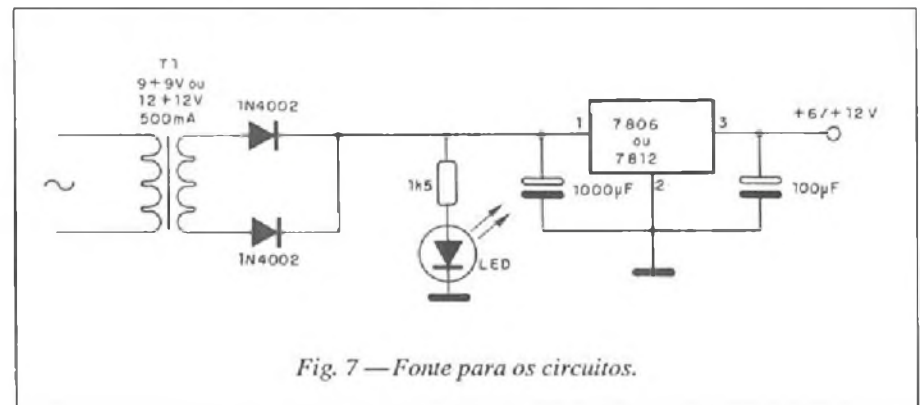 T1
9+9V ou
12+12V
500mA
1N4002
1N4002
1k5
LED
1000µF
1
7806
ou
7812
2
3
100µF
+6/+12V
Fig. 7 — Fonte para os circuitos.